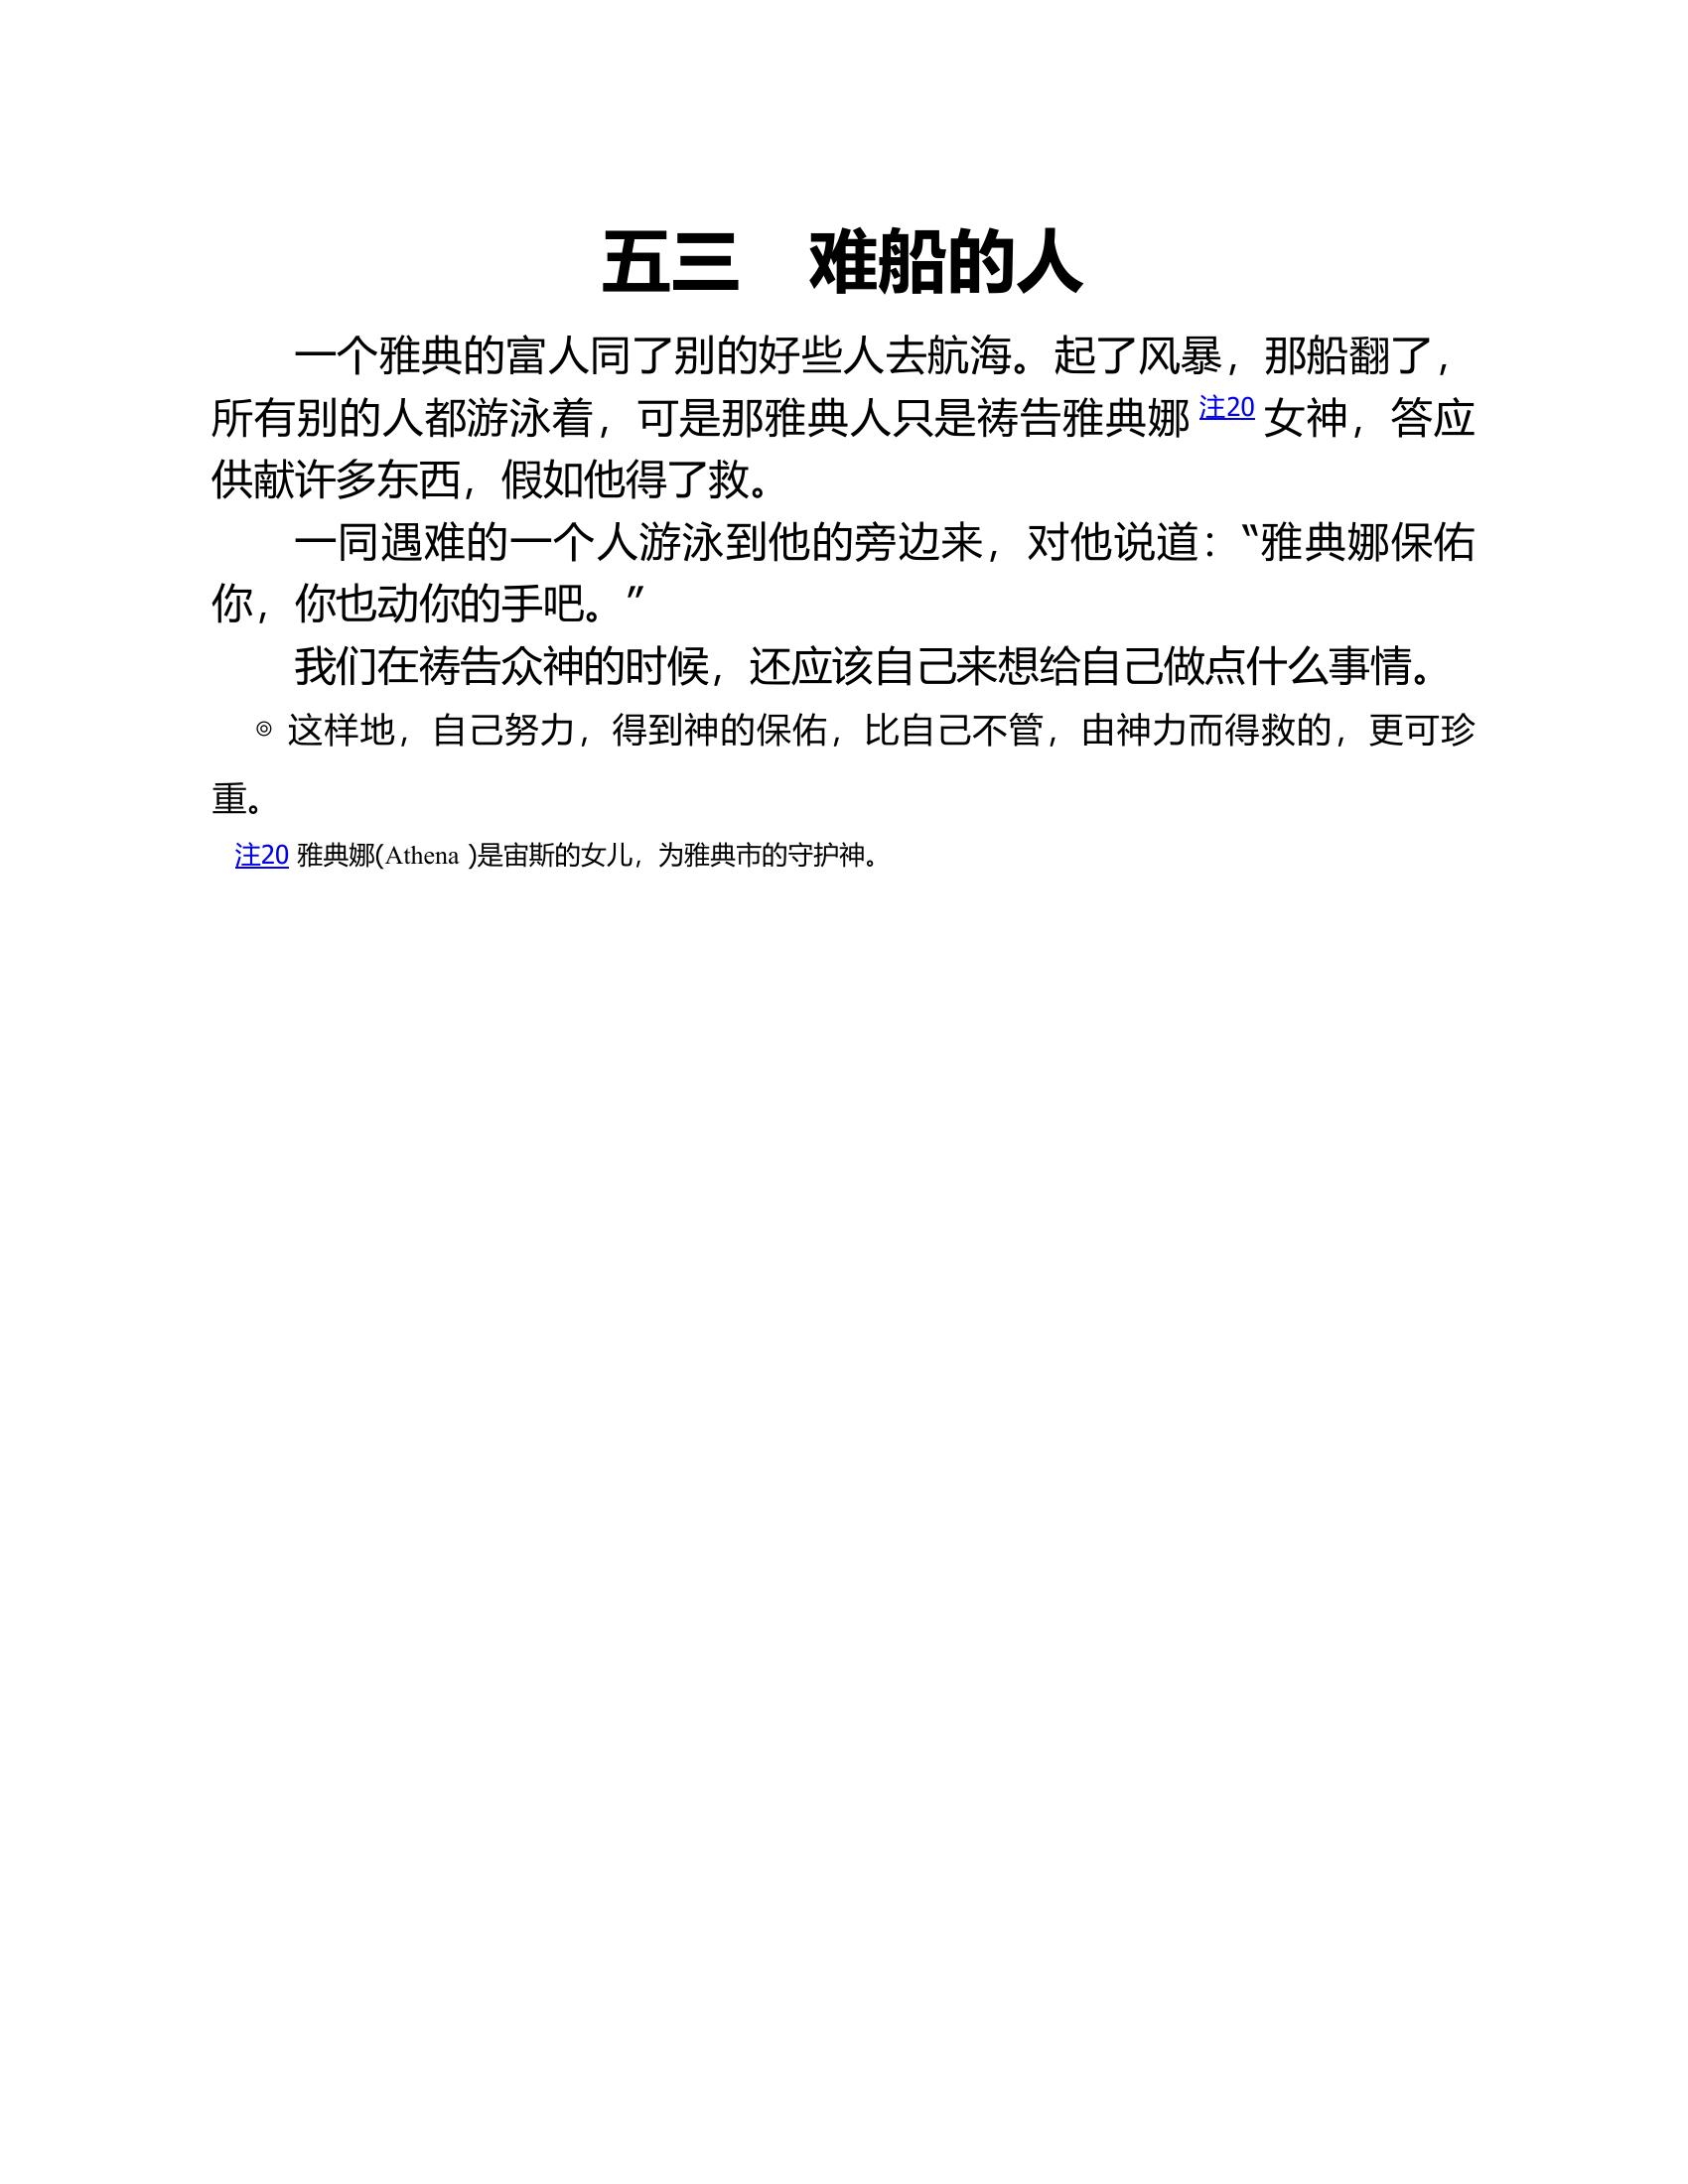 五三　难船的人
一个雅典的富人同了别的好些人去航海。起了风暴，那船翻了，
所有别的人都游泳着，可是那雅典人只是祷告雅典娜 注20 女神，答应
供献许多东西，假如他得了救。
一同遇难的一个人游泳到他的旁边来，对他说道：“雅典娜保佑
你，你也动你的手吧。”
我们在祷告众神的时候，还应该自己来想给自己做点什么事情。
◎ 这样地，自己努力，得到神的保佑，比自己不管，由神力而得救的，更可珍
重。
注20 雅典娜(Athena )是宙斯的女儿，为雅典市的守护神。